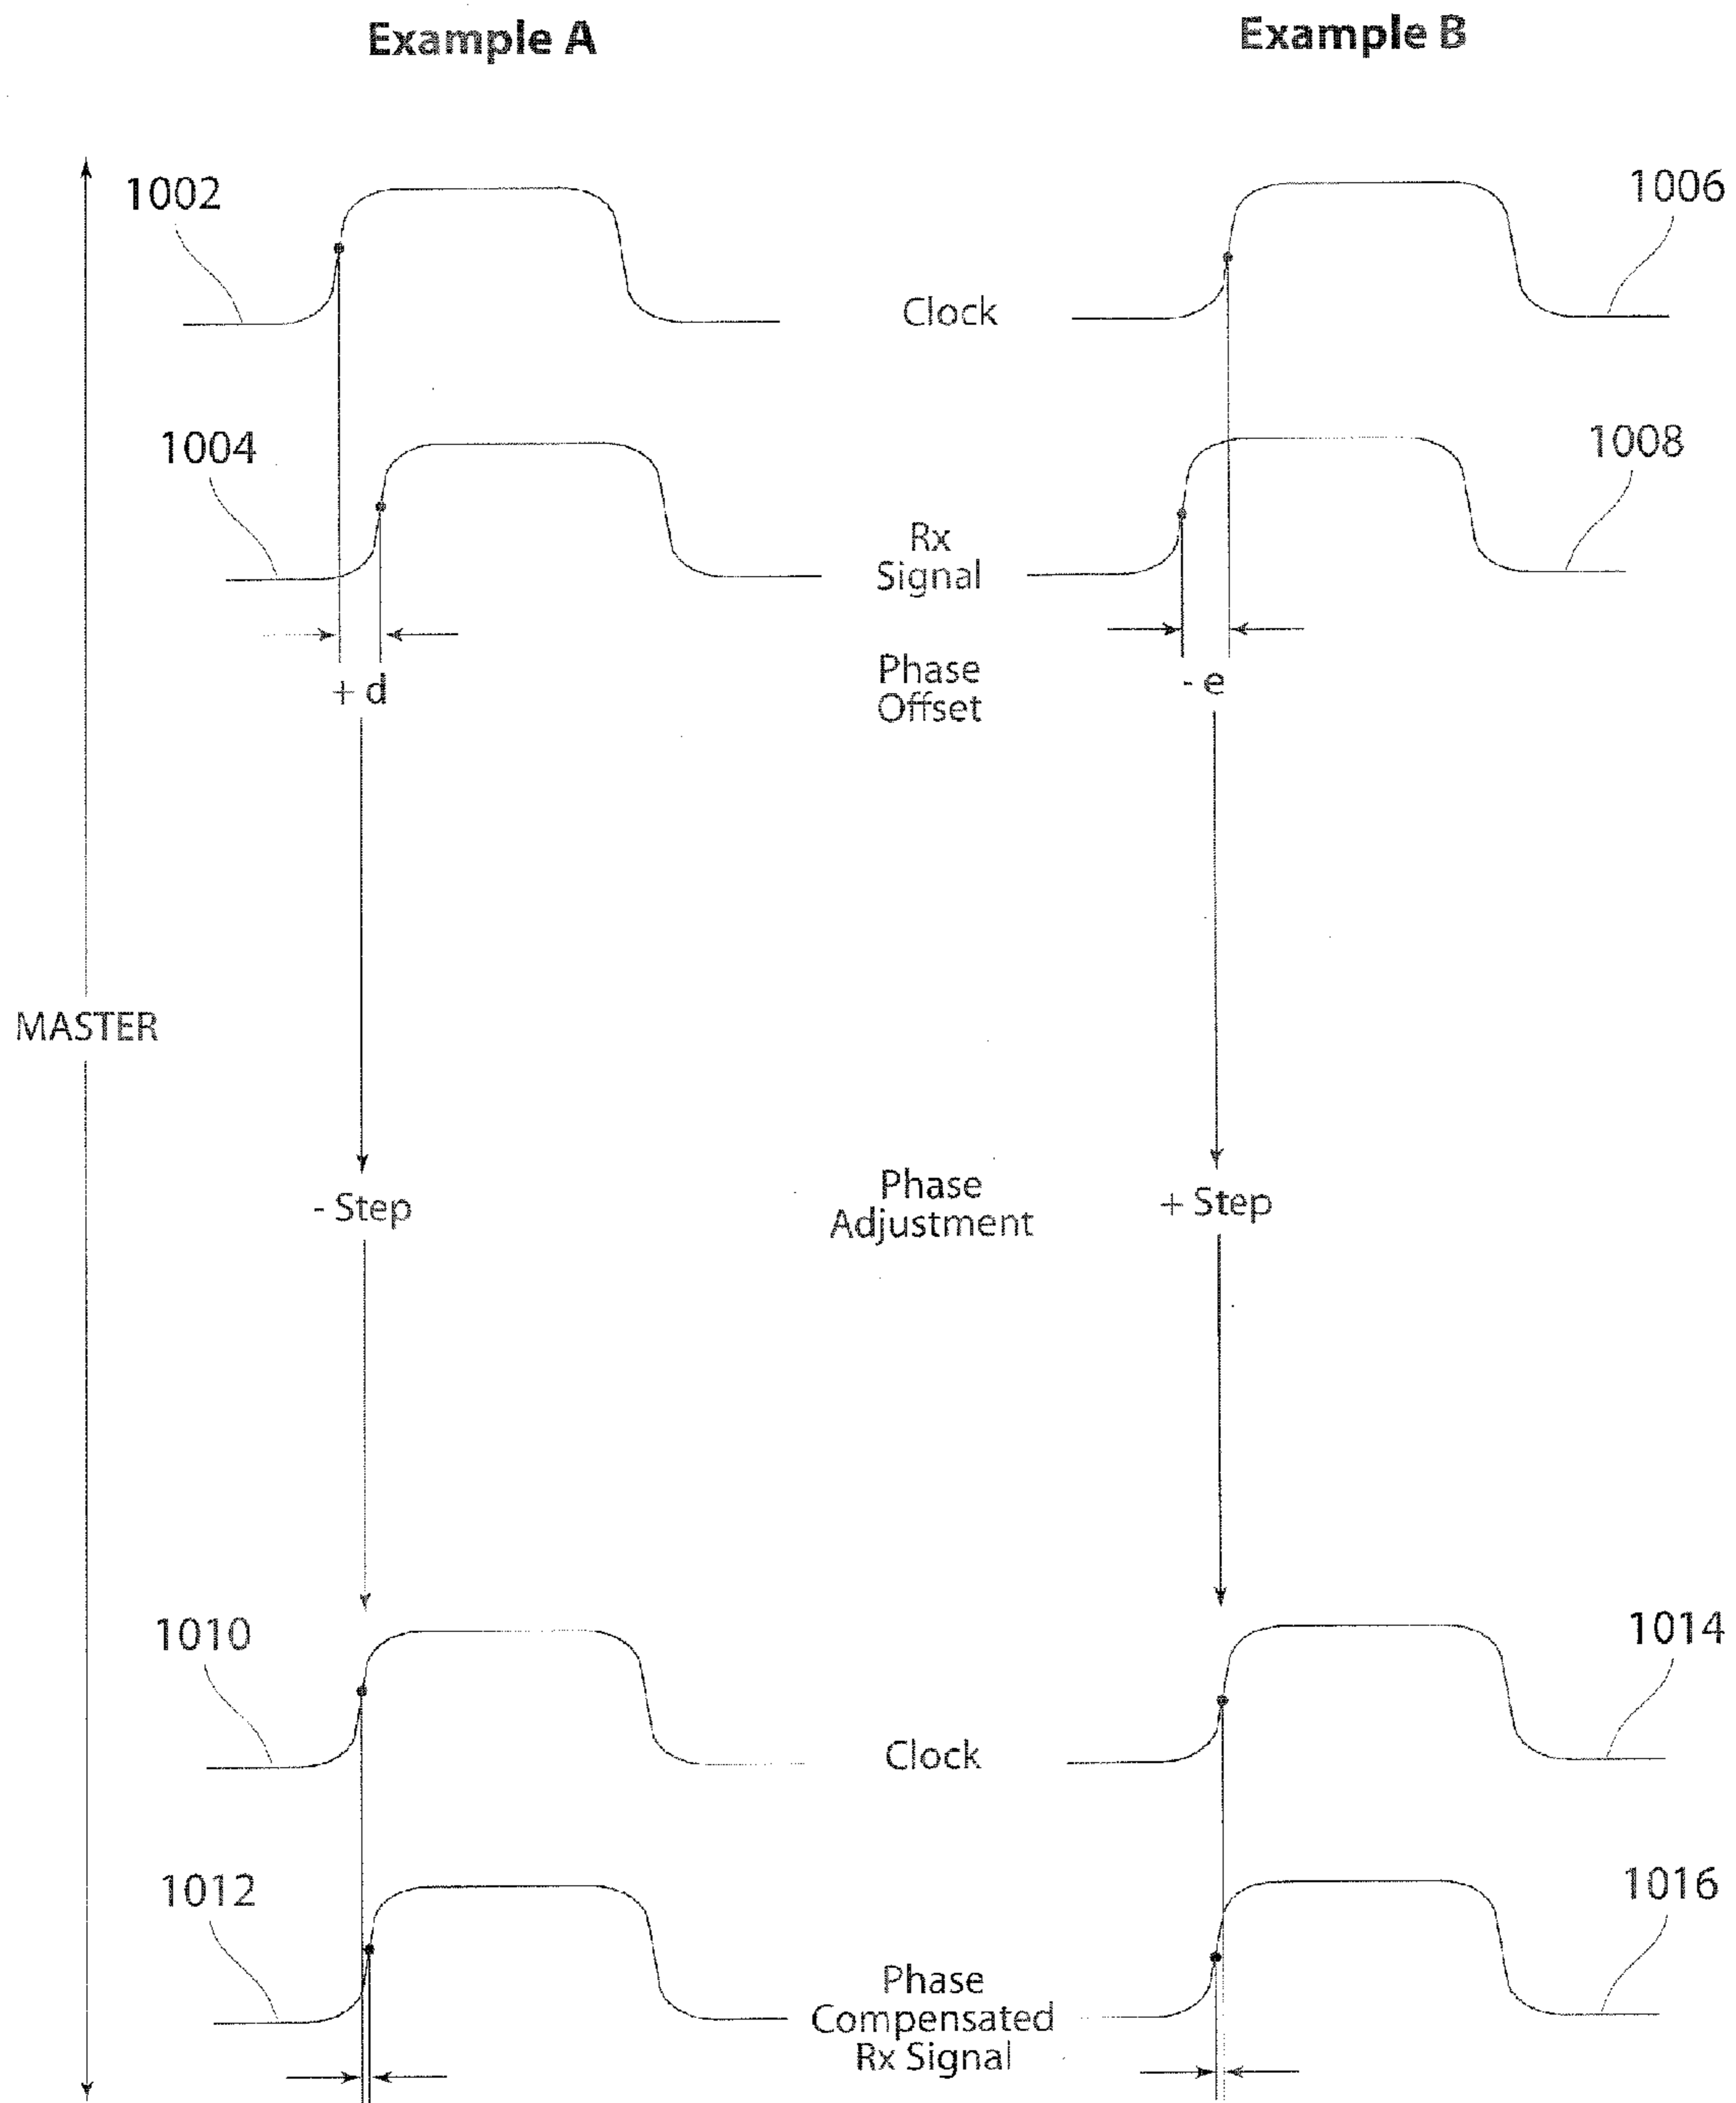 Example A
Example B
1002
1006
Clock
1004
1008
Rx
Signal
+ d
Phase
Offset
- e
MASTER
- Step
Phase
Adjustment
+ Step
1010
1014
Clock
1012
1016
Phase
Compensated
Rx Signal